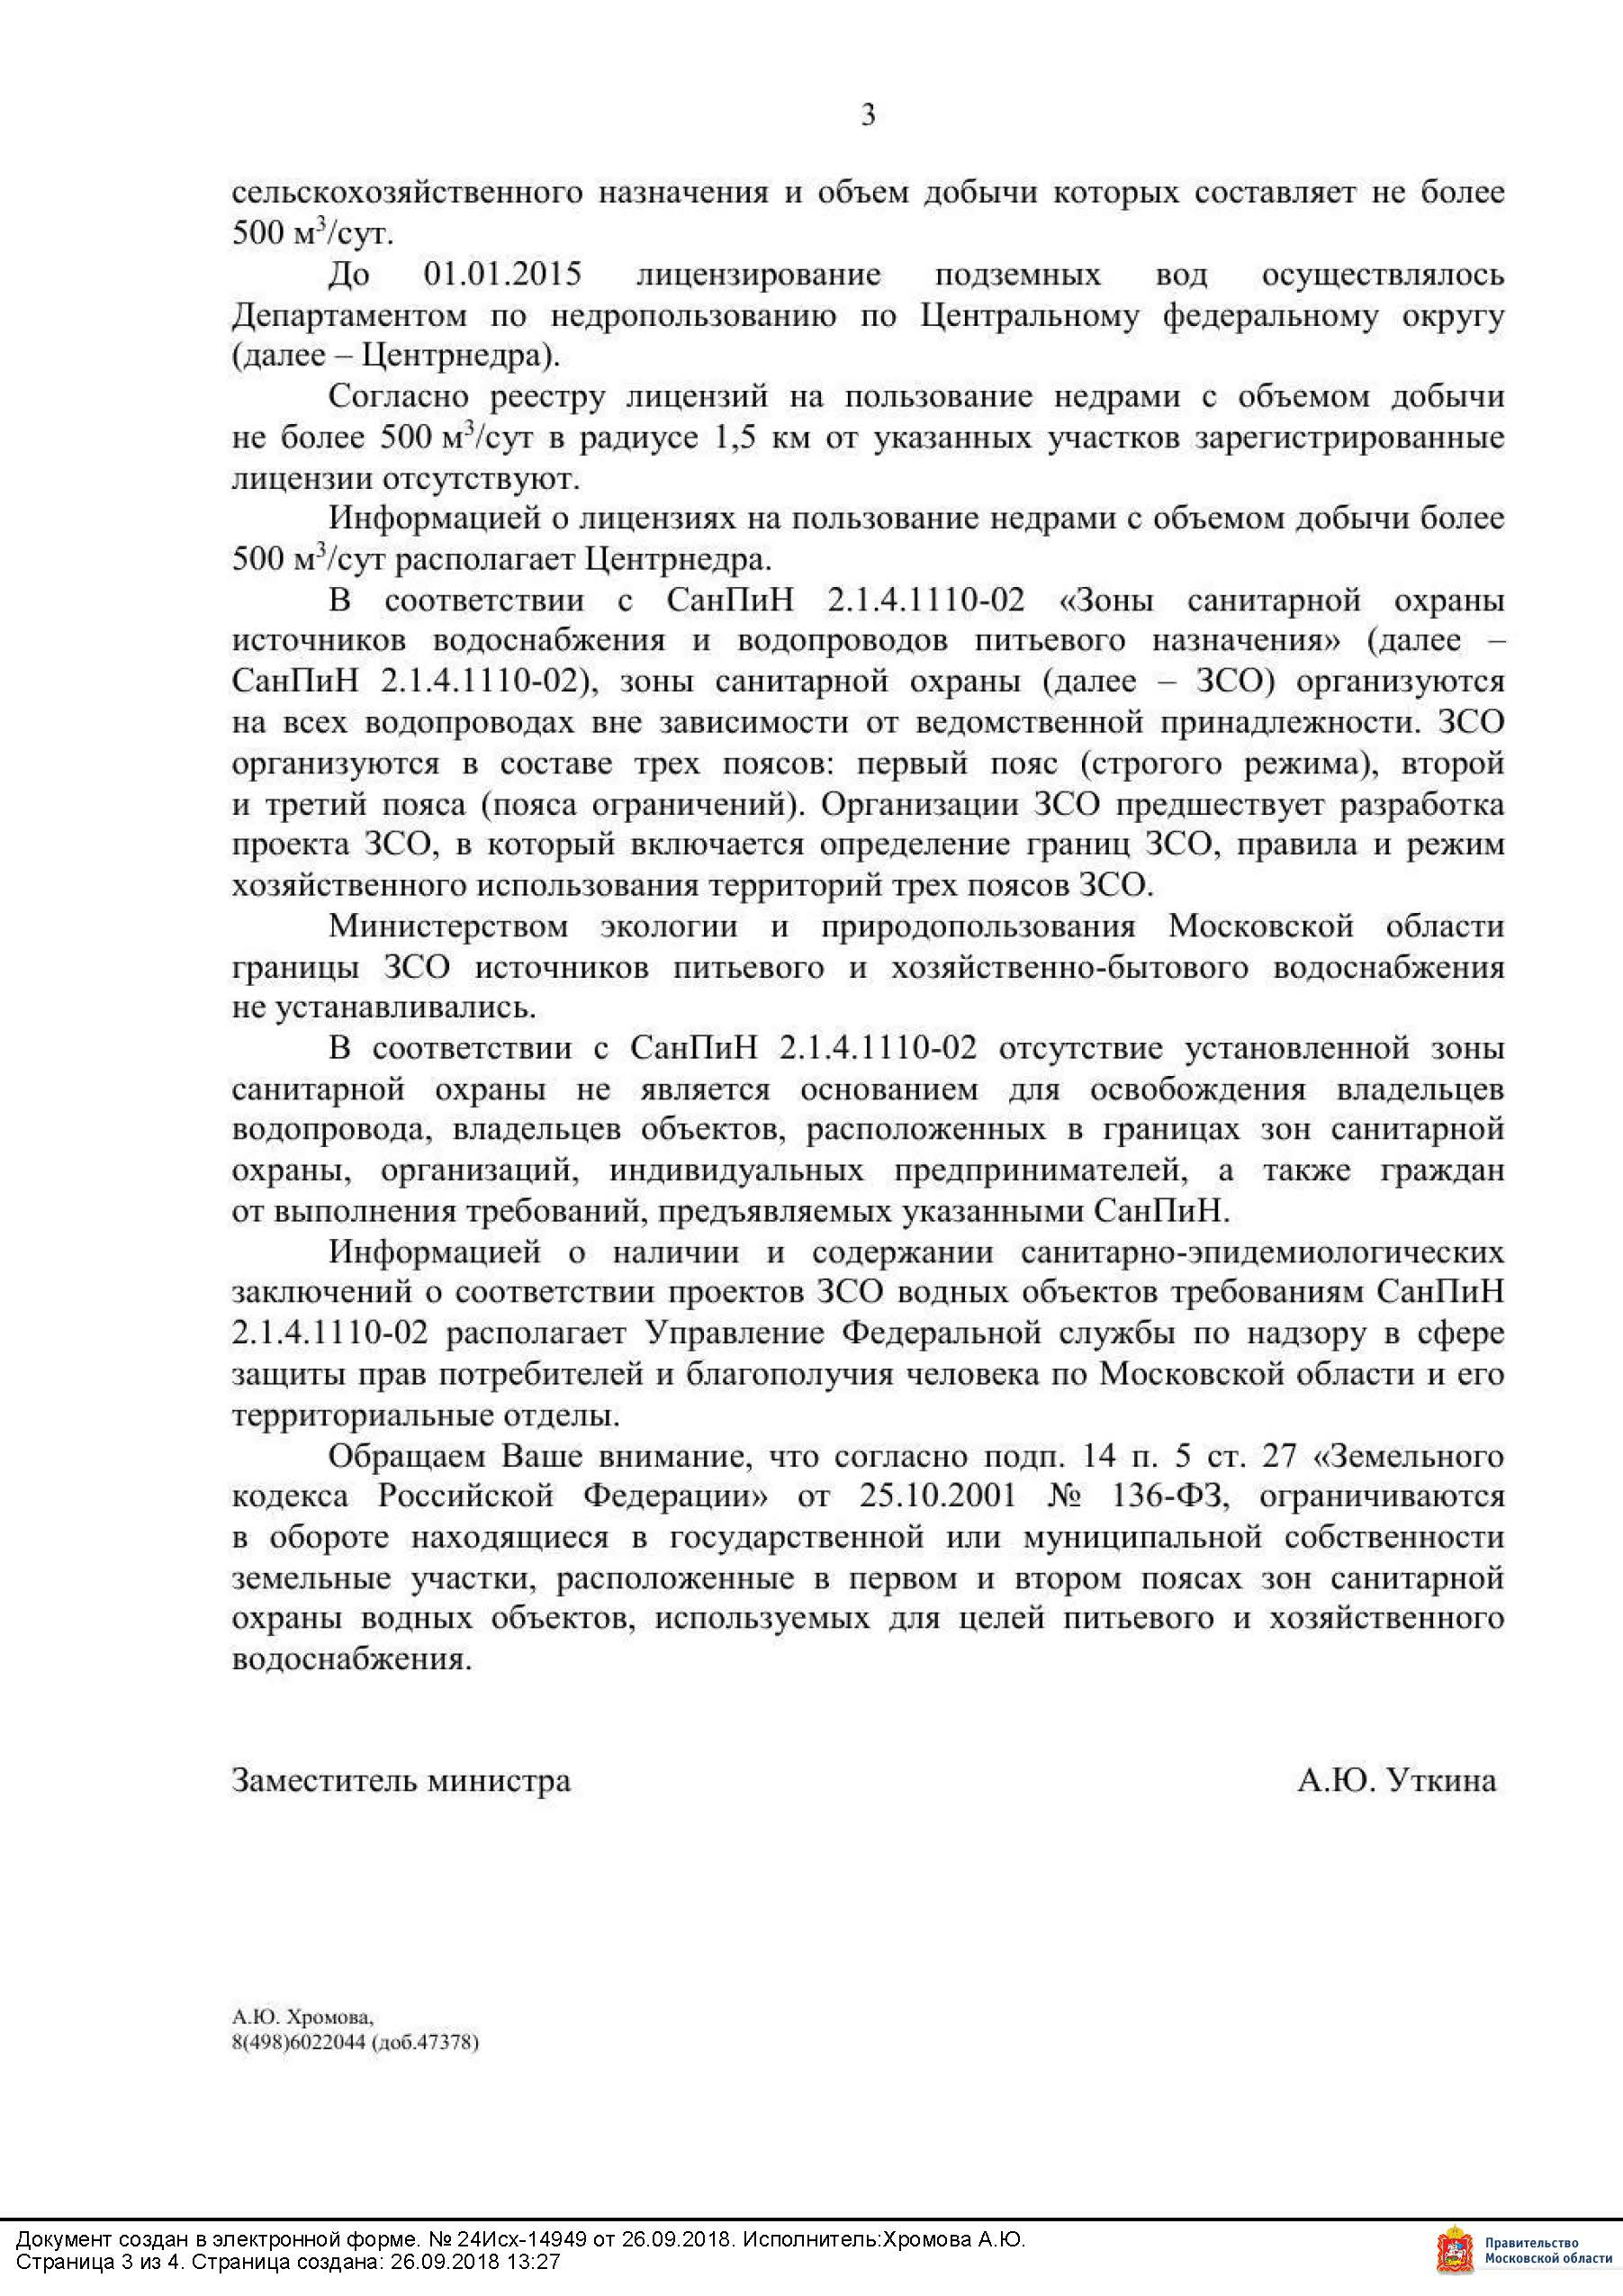 3
сельскохозяйственного назначения и объем добычи которых составляет не более
500 м³/сут.
До 01.01.2015 лицензирование подземных вод осуществлялось
Департаментом по недропользованию по Центральному федеральному округу
(далее – Центрнедра).
Согласно реестру лицензий на пользование недрами с объемом добычи
не более 500 м³/сут в радиусе 1,5 км от указанных участков зарегистрированные
лицензии отсутствуют.
Информацией о лицензиях на пользование недрами с объемом добычи более
500 м³/сут располагает Центрнедра.
В соответствии с СанПиН 2.1.4.1110-02 «Зоны санитарной охраны
источников водоснабжения и водопроводов питьевого назначения» (далее –
СанПиН 2.1.4.1110-02), зоны санитарной охраны (далее – ЗСО) организуются
на всех водопроводах вне зависимости от ведомственной принадлежности. ЗСО
организуются в составе трех поясов: первый пояс (строгого режима), второй
и третий пояса (пояса ограничений). Организации ЗСО предшествует разработка
проекта ЗСО, в который включается определение границ ЗСО, правила и режим
хозяйственного использования территорий трех поясов ЗСО.
Министерством экологии и природопользования Московской области
границы ЗСО источников питьевого и хозяйственно-бытового водоснабжения
не устанавливались.
В соответствии с СанПиН 2.1.4.1110-02 отсутствие установленной зоны
санитарной охраны не является основанием для освобождения владельцев
водопровода, владельцев объектов, расположенных в границах зон санитарной
охраны, организаций, индивидуальных предпринимателей, а также граждан
от выполнения требований, предъявляемых указанными СанПиН.
Информацией о наличии и содержании санитарно-эпидемиологических
заключений о соответствии проектов ЗСО водных объектов требованиям СанПиН
2.1.4.1110-02 располагает Управление Федеральной службы по надзору в сфере
защиты прав потребителей и благополучия человека по Московской области и его
территориальные отделы.
Обращаем Ваше внимание, что согласно подп. 14 п. 5 ст. 27 «Земельного
кодекса Российской Федерации» от 25.10.2001 № 136-ФЗ, ограничиваются
в обороте находящиеся в государственной или муниципальной собственности
земельные участки, расположенные в первом и втором поясах зон санитарной
охраны водных объектов, используемых для целей питьевого и хозяйственного
водоснабжения.
Заместитель министра А.Ю. Уткина
А.Ю. Хромова,
8(498)6022044 (доб.47378)
Документ создан в электронной форме. № 24Исх-14949 от 26.09.2018. Исполнитель:Хромова А.Ю.
Страница 3 из 4. Страница создана: 26.09.2018 13:27
Правительство
Московской области